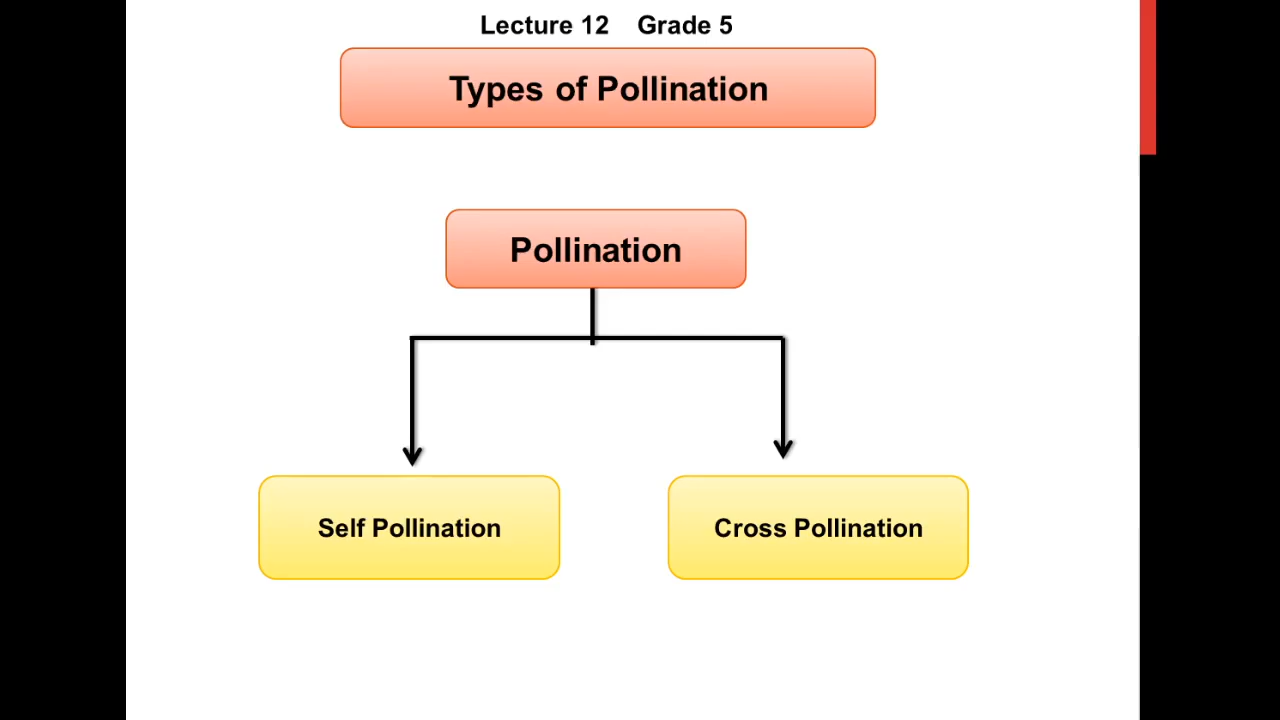 Lecture 12 Grade 5
Types of Pollination
Pollination
Self Pollination
Cross Pollination